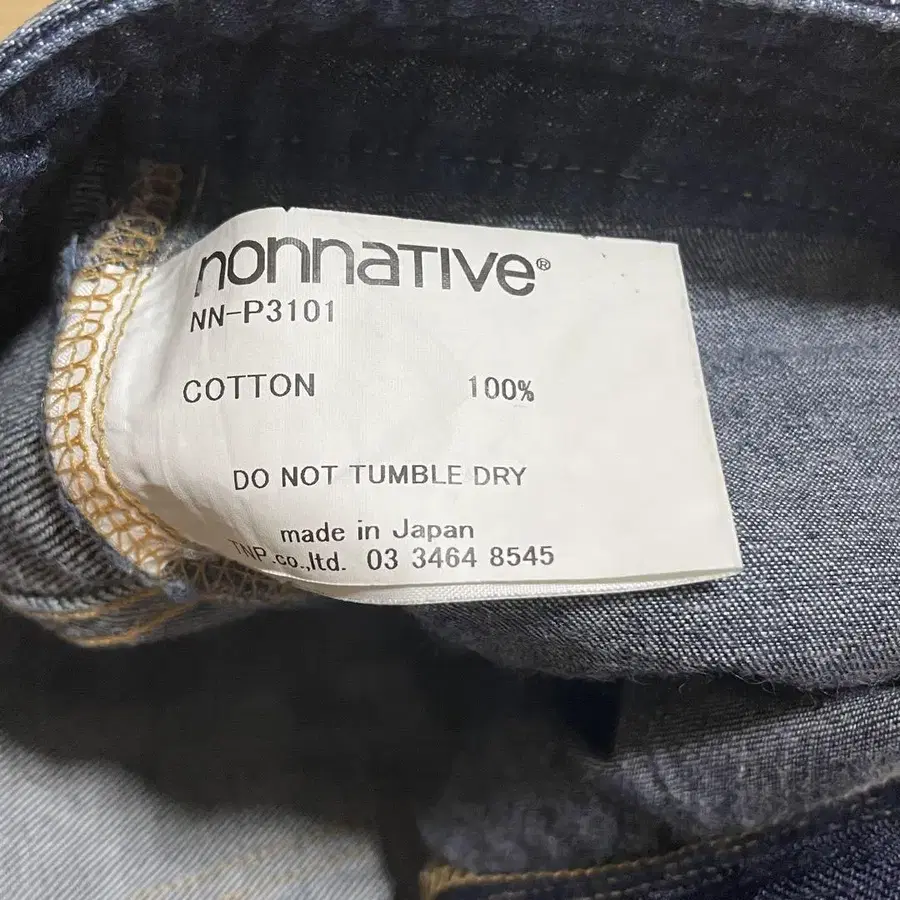 nonnative®
NN-P3101
COTTON 100%
DO NOT TUMBLE DRY
made in Japan
TNP.co.,ltd. 03 3464 8545